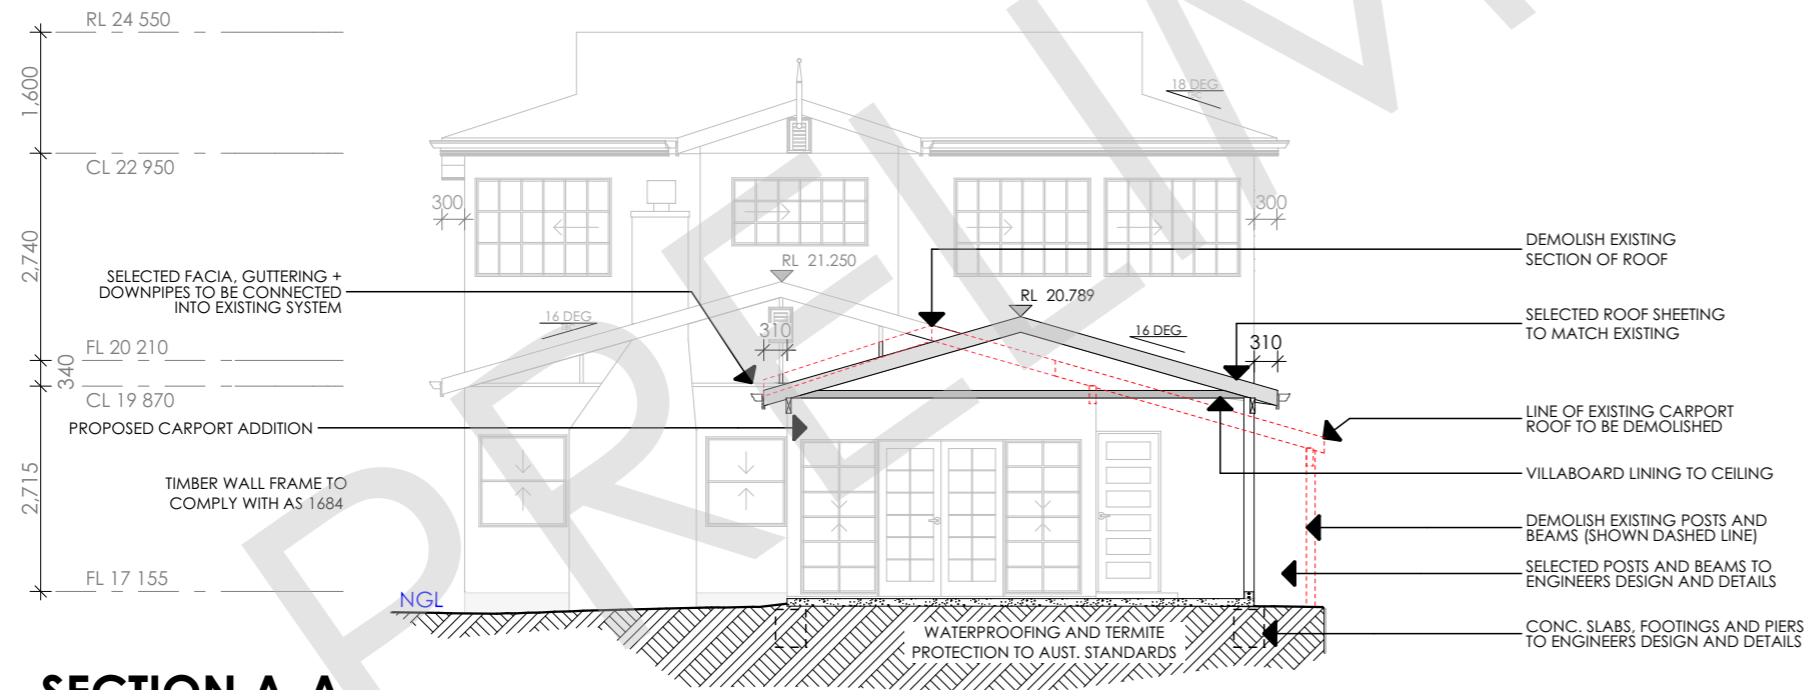 RL 24 550
1,600
CL 22 950
2,740
FL 20 210
340
CL 19 870
2,715
FL 17 155
SELECTED FACIA, GUTTERING +
DOWNPIPES TO BE CONNECTED
INTO EXISTING SYSTEM
PROPOSED CARPORT ADDITION
TIMBER WALL FRAME TO
COMPLY WITH AS 1684
NGL
300
16 DEG
RL 21.250
310
RL 20.789
16 DEG
18 DEG
300
310
WATERPROOFING AND TERMITE
PROTECTION TO AUST. STANDARDS
DEMOLISH EXISTING
SECTION OF ROOF
SELECTED ROOF SHEETING
TO MATCH EXISTING
LINE OF EXISTING CARPORT
ROOF TO BE DEMOLISHED
VILLABOARD LINING TO CEILING
DEMOLISH EXISTING POSTS AND
BEAMS (SHOWN DASHED LINE)
SELECTED POSTS AND BEAMS TO
ENGINEERS DESIGN AND DETAILS
CONC. SLABS, FOOTINGS AND PIERS
TO ENGINEERS DESIGN AND DETAILS
SECTION A-A
PRELIM